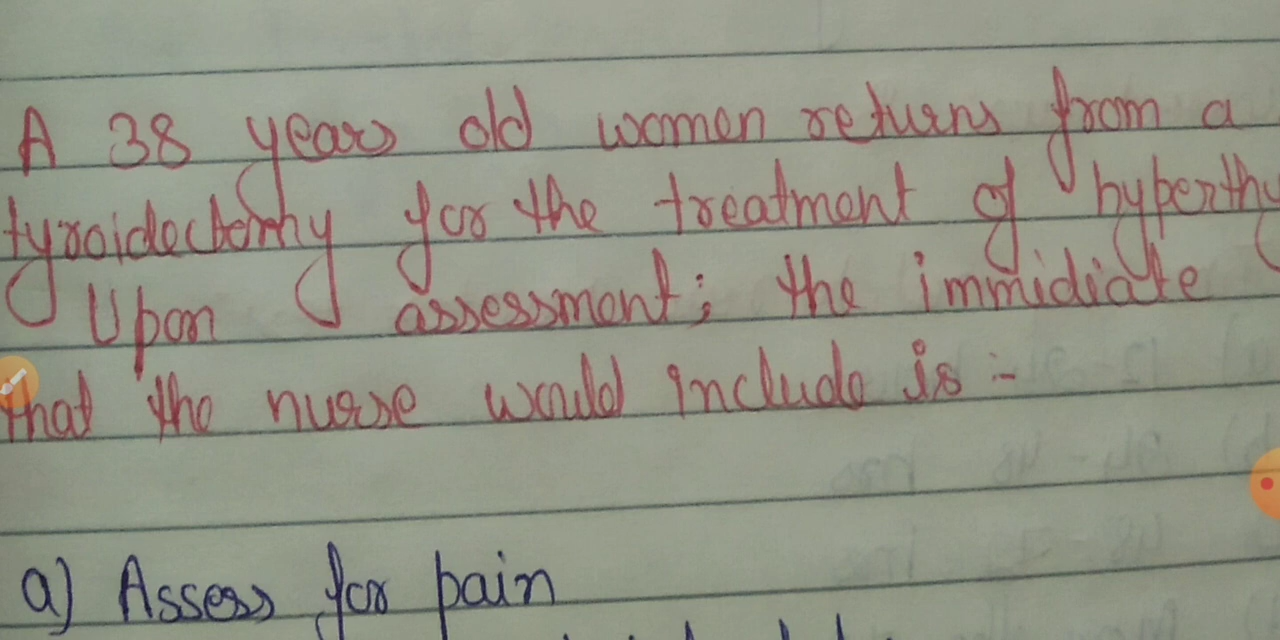 A 38 years old women returns from a
tyroidectomhy for the treatment of hyperthy
Upon assessment; the immidiate
that the nurse would include is :-
a) Assess for pain